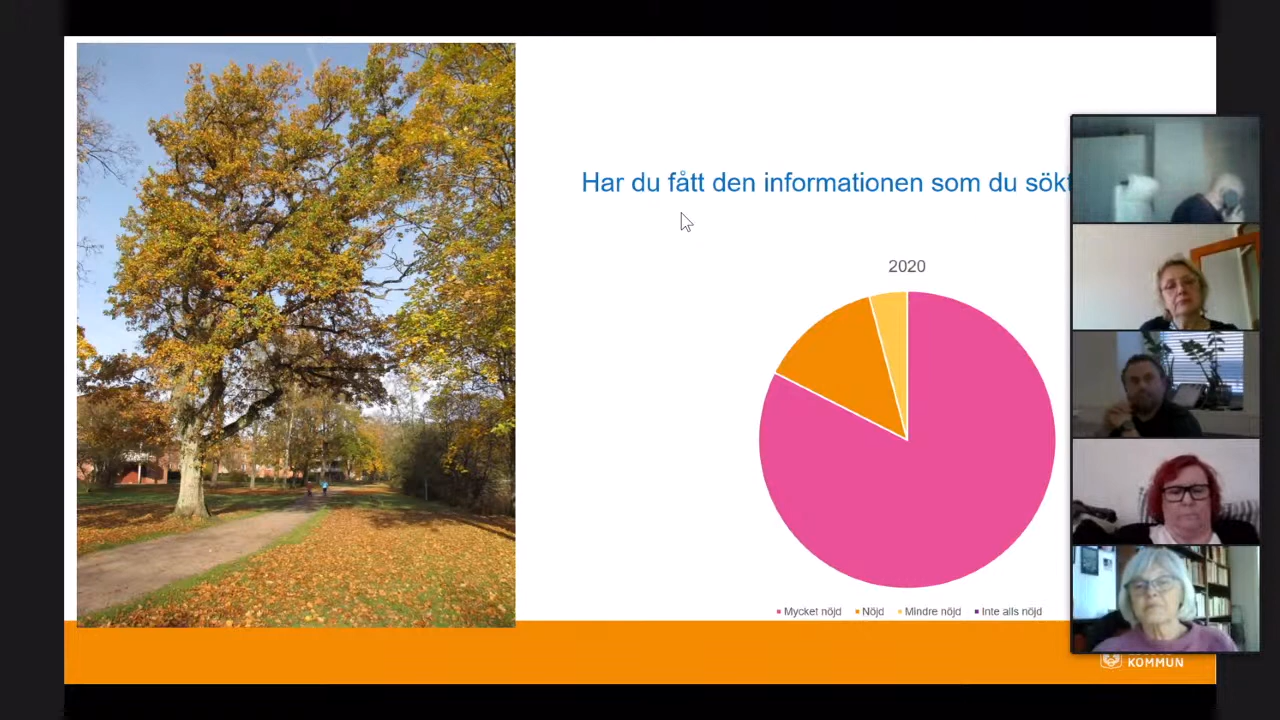 Har du fått den informationen som du sökt
2020
Mycket nöjd Nöjd Mindre nöjd Inte alls nöjd
KOMMUN